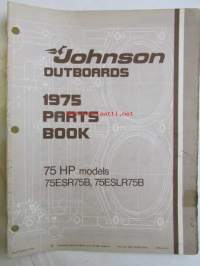 Johnson
OUTBOARDS
1975
PARTS
BOOK
75 HP models
75ESR75B, 75ESLR75B